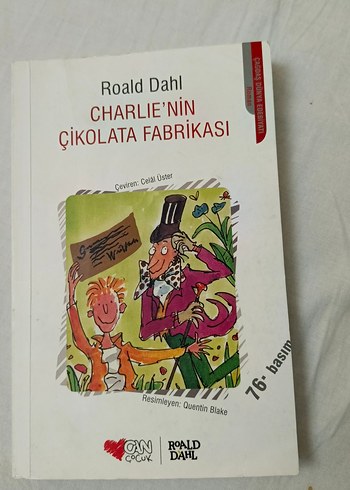 ÇAĞDAŞ DÜNYA EDEBİYATI
Roald Dahl
CHARLIE'NİN
ÇİKOLATA FABRİKASI
Çeviren: Celâl Üster
76. basım
Resimleyen: Quentin Blake
CAN
ÇOCUK
ROALD
DAHL